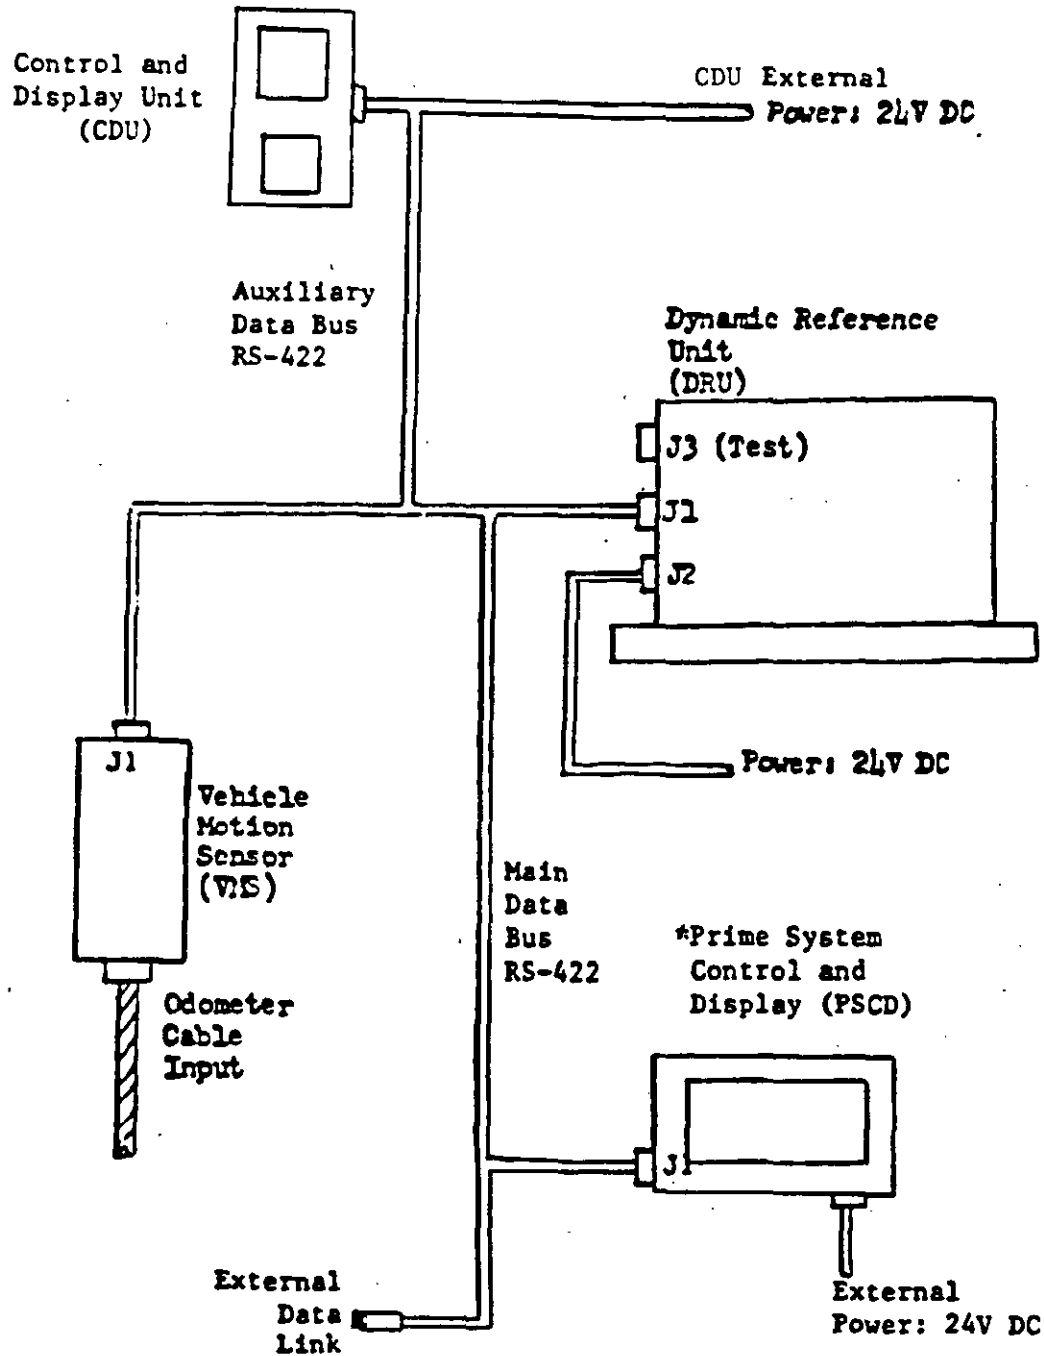 Control and
Display Unit
(CDU)
CDU External
Power: 24V DC
Auxiliary
Data Bus
RS-422
Dynamic Reference
Unit
(DRU)
J3 (Test)
J1
J2
Power: 24V DC
J1
Vehicle
Motion
Sensor
(VMS)
Main
Data
Bus
RS-422
*Prime System
Control and
Display (PSCD)
Odometer
Cable
Input
J1
External
Data
Link
External
Power: 24V DC